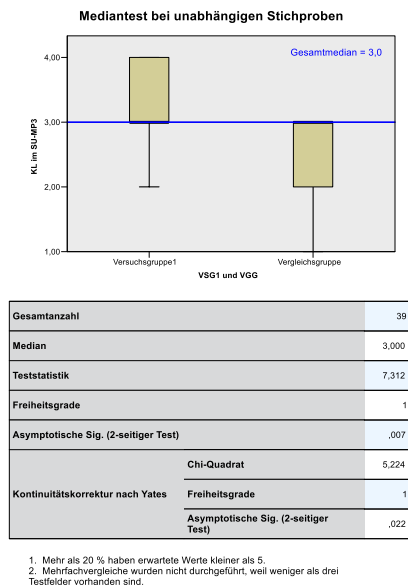 Mediantest bei unabhängigen Stichproben
Gesamtmedian = 3,0
4,00
3,00
2,00
1,00
KL im SU-MP3
Versuchsgruppe1
Vergleichsgruppe
VSG1 und VGG
Gesamtanzahl 39
Median 3,000
Teststatistik 7,312
Freiheitsgrade 1
Asymptotische Sig. (2-seitiger Test) ,007
Kontinuitätskorrektur nach Yates
Chi-Quadrat 5,224
Freiheitsgrade 1
Asymptotische Sig. (2-seitiger
Test) ,022
1. Mehr als 20 % haben erwartete Werte kleiner als 5.
2. Mehrfachvergleiche wurden nicht durchgeführt, weil weniger als drei
Testfelder vorhanden sind.